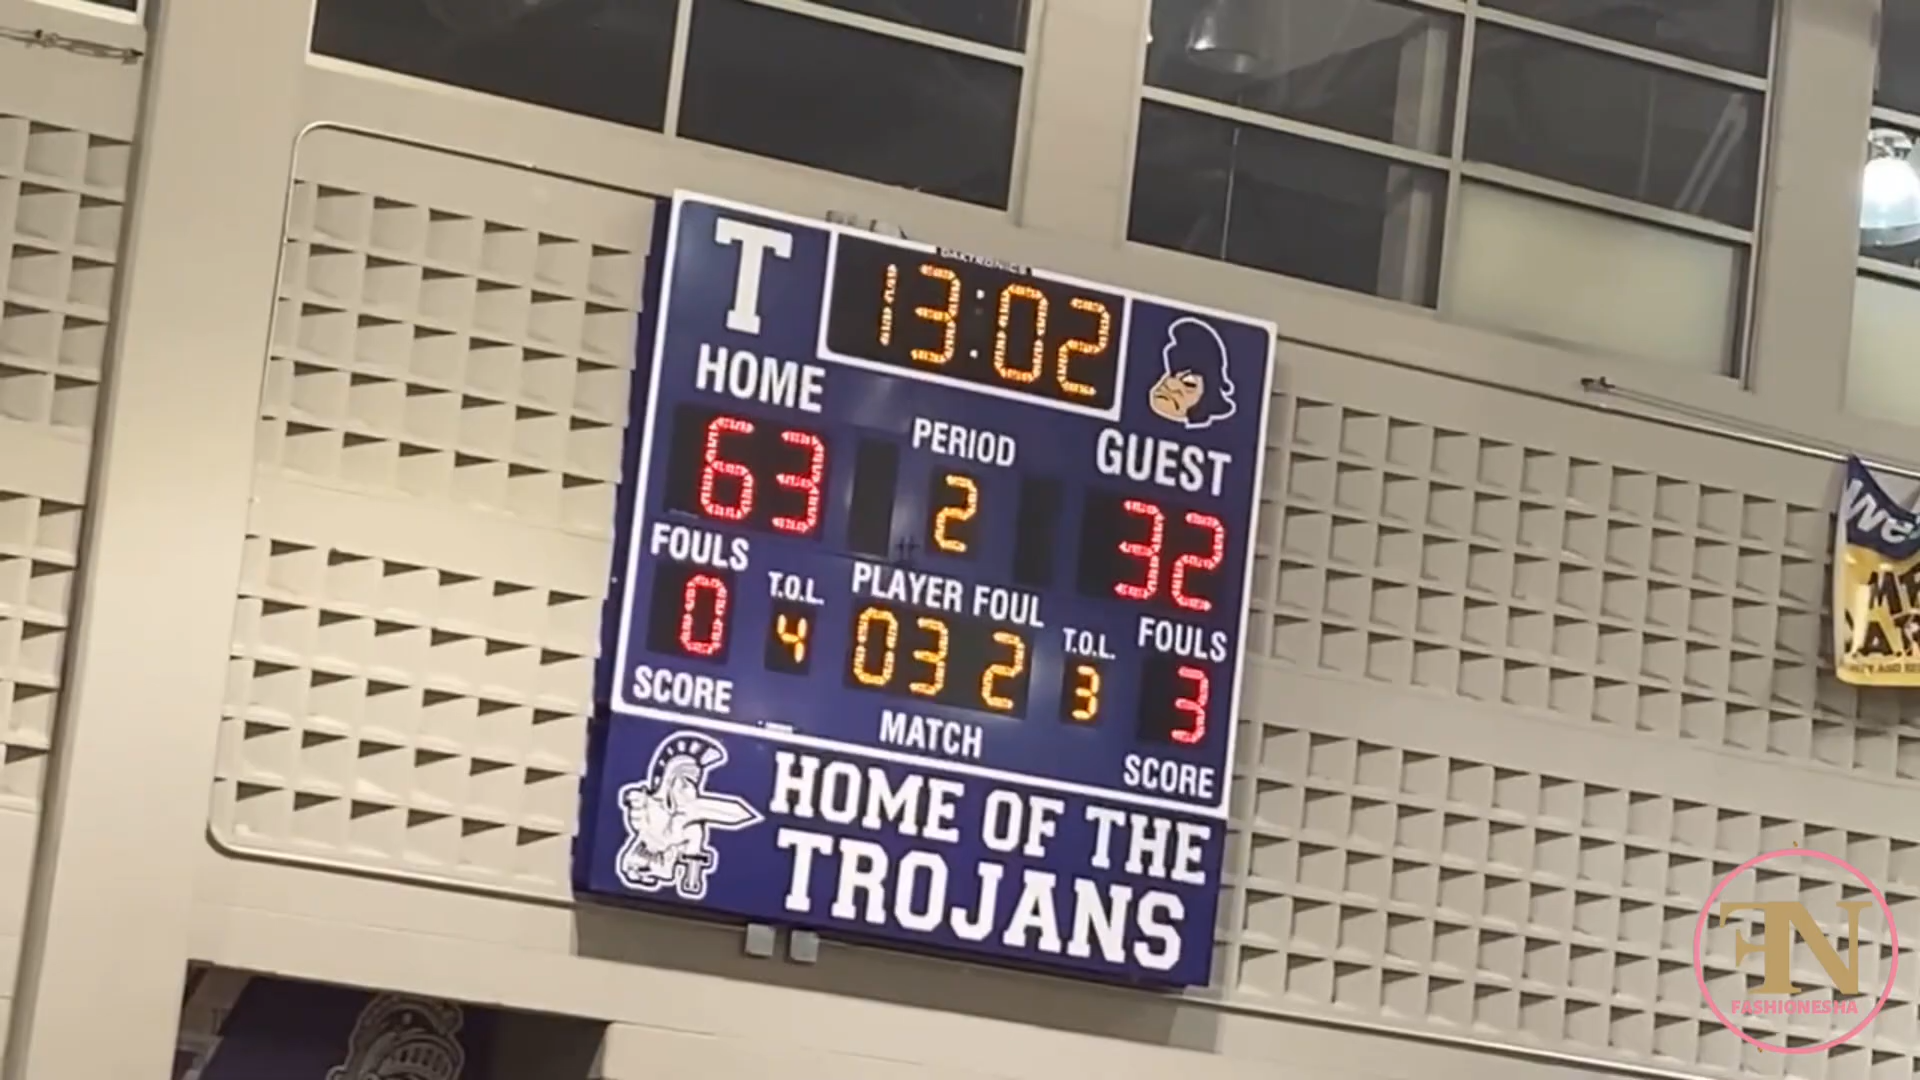 DAKTRONICS
T
13:02
HOME
PERIOD
GUEST
63
2
32
FOULS
T.O.L.
PLAYER FOUL
T.O.L.
FOULS
0
4
03 2
3
3
SCORE
MATCH
SCORE
HOME OF THE
TROJANS
FN
FASHIONESHA